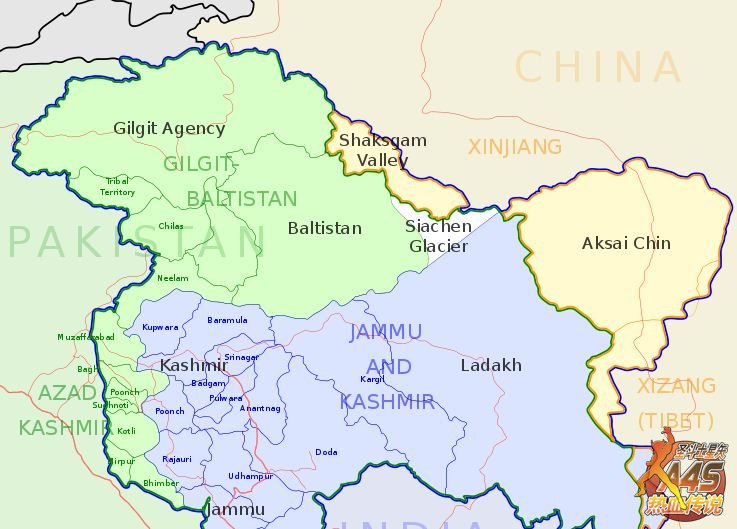 CHINA
Gilgit Agency
Shaksgam
Valley
XINJIANG
GILGIT-
BALTISTAN
Tribal
Territory
Chilas
Baltistan
Siachen
Glacier
Aksai Chin
PAKISTAN
Neelam
Kupwara
Baramula
JAMMU
AND
KASHMIR
Muzaffarabad
Kashmir
Srinagar
Ladakh
Bagh
Badgam
Kargil
Pulwara
AZAD
KASHMIR
Poonch
Sudhnoti
Poonch
Anantnag
XIZANG
(TIBET)
Kotli
Mirpur
Rajauri
Doda
Bhimber
Udhampur
Jammu
INDIA
A4S
热血传说